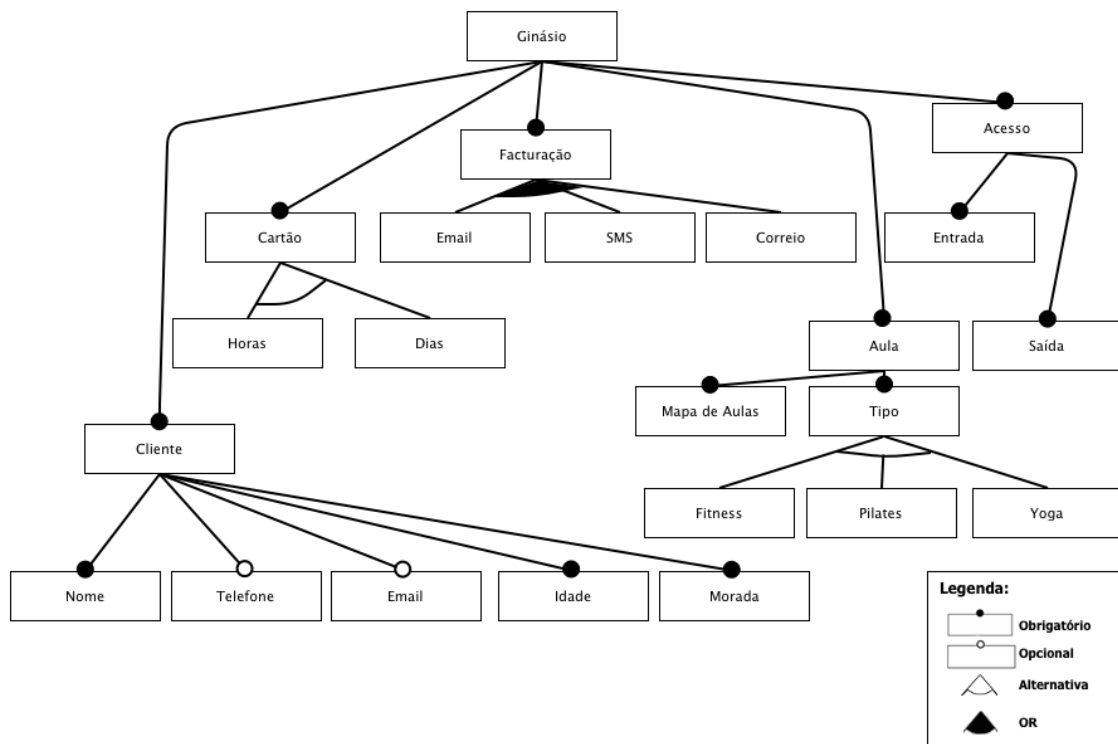 Ginásio
Acesso
Facturação
Cartão
Email
SMS
Correio
Entrada
Horas
Dias
Aula
Saída
Mapa de Aulas
Tipo
Cliente
Fitness
Pilates
Yoga
Nome
Telefone
Email
Idade
Morada
Legenda:
Obrigatório
Opcional
Alternativa
OR